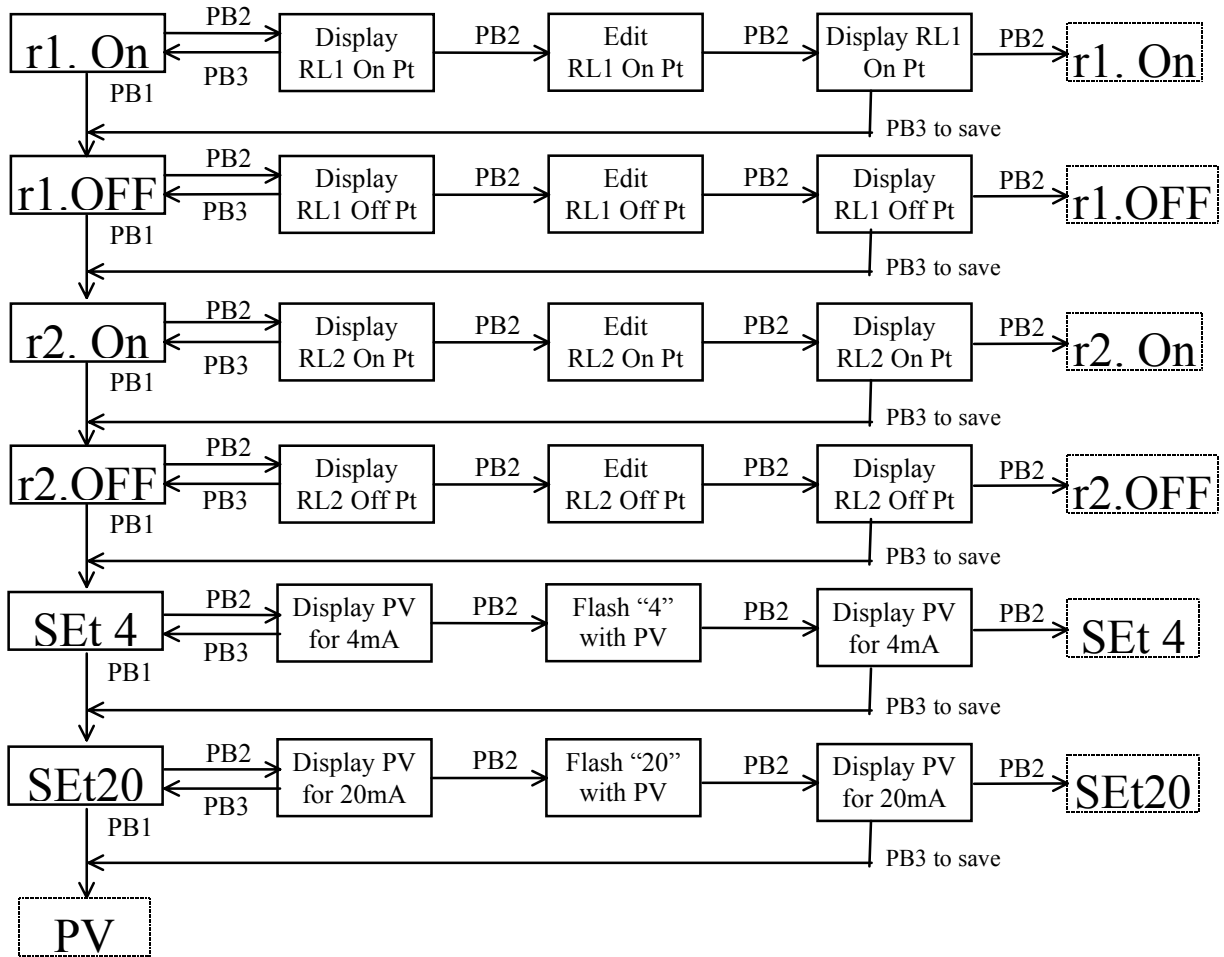 r1. On
PB2
PB3
Display
RL1 On Pt
PB2
Edit
RL1 On Pt
PB2
Display RL1
On Pt
PB2
r1. On
PB1
PB3 to save
r1.OFF
PB2
PB3
Display
RL1 Off Pt
PB2
Edit
RL1 Off Pt
PB2
Display
RL1 Off Pt
PB2
r1.OFF
PB1
PB3 to save
r2. On
PB2
PB3
Display
RL2 On Pt
PB2
Edit
RL2 On Pt
PB2
Display
RL2 On Pt
PB2
r2. On
PB1
PB3 to save
r2.OFF
PB2
PB3
Display
RL2 Off Pt
PB2
Edit
RL2 Off Pt
PB2
Display
RL2 Off Pt
PB2
r2.OFF
PB1
PB3 to save
SEt 4
PB2
PB3
Display PV
for 4mA
PB2
Flash “4”
with PV
PB2
Display PV
for 4mA
PB2
SEt 4
PB1
PB3 to save
SEt20
PB2
PB3
Display PV
for 20mA
PB2
Flash “20”
with PV
PB2
Display PV
for 20mA
PB2
SEt20
PB1
PB3 to save
PV